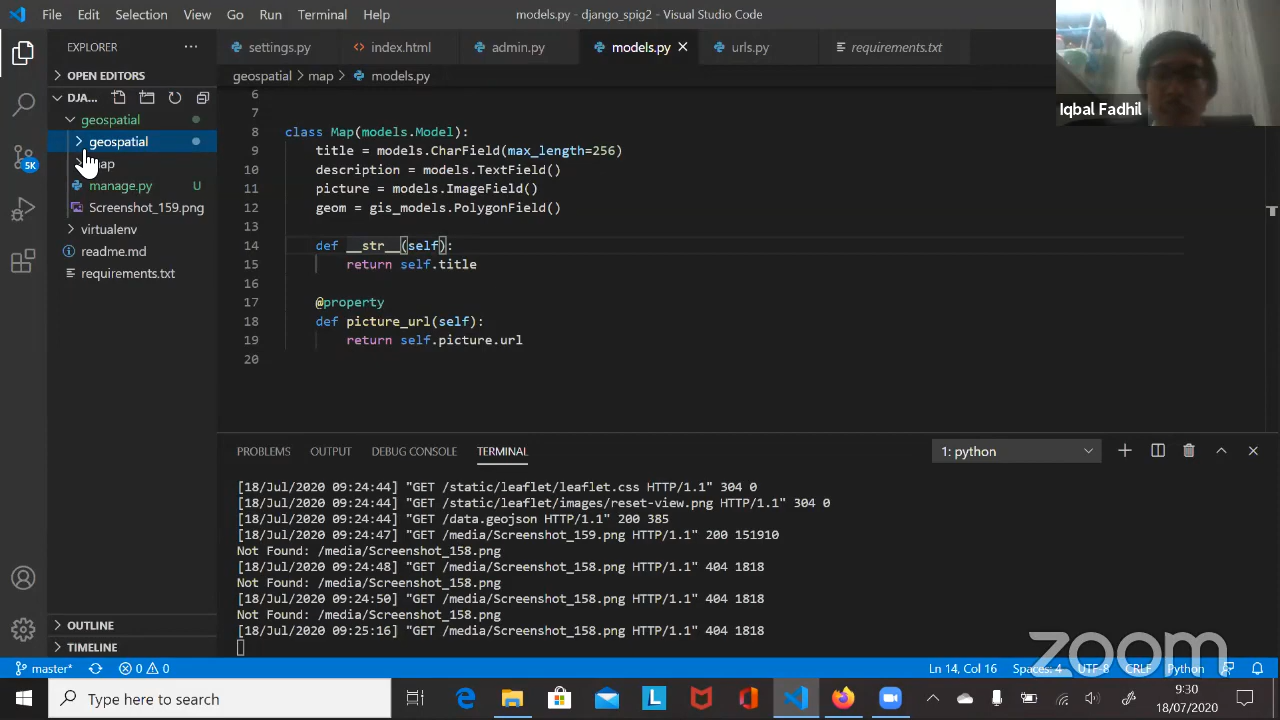 File Edit Selection View Go Run Terminal Help models.py - django_spig2 - Visual Studio Code
EXPLORER ···
settings.py <> index.html admin.py models.py urls.py requirements.txt
OPEN EDITORS
geospatial > map > models.py
DJA...
geospatial
geospatial
map
manage.py U
Screenshot_159.png
virtualenv
readme.md
requirements.txt
OUTLINE
TIMELINE
5K
6
7
8 class Map(models.Model):
9 title = models.CharField(max_length=256)
10 description = models.TextField()
11 picture = models.ImageField()
12 geom = gis_models.PolygonField()
13
14 def __str__(self):
15 return self.title
16
17 @property
18 def picture_url(self):
19 return self.picture.url
20
Iqbal Fadhil
PROBLEMS OUTPUT DEBUG CONSOLE TERMINAL 1: python
[18/Jul/2020 09:24:44] "GET /static/leaflet/leaflet.css HTTP/1.1" 304 0
[18/Jul/2020 09:24:44] "GET /static/leaflet/images/reset-view.png HTTP/1.1" 304 0
[18/Jul/2020 09:24:44] "GET /data.geojson HTTP/1.1" 200 385
[18/Jul/2020 09:24:47] "GET /media/Screenshot_159.png HTTP/1.1" 200 151910
Not Found: /media/Screenshot_158.png
[18/Jul/2020 09:24:48] "GET /media/Screenshot_158.png HTTP/1.1" 404 1818
Not Found: /media/Screenshot_158.png
[18/Jul/2020 09:24:50] "GET /media/Screenshot_158.png HTTP/1.1" 404 1818
Not Found: /media/Screenshot_158.png
[18/Jul/2020 09:25:16] "GET /media/Screenshot_158.png HTTP/1.1" 404 1818
zoom
master* 0 0 Ln 14, Col 16 Spaces: 4 UTF-8 CRLF Python
Type here to search
9:30
18/07/2020